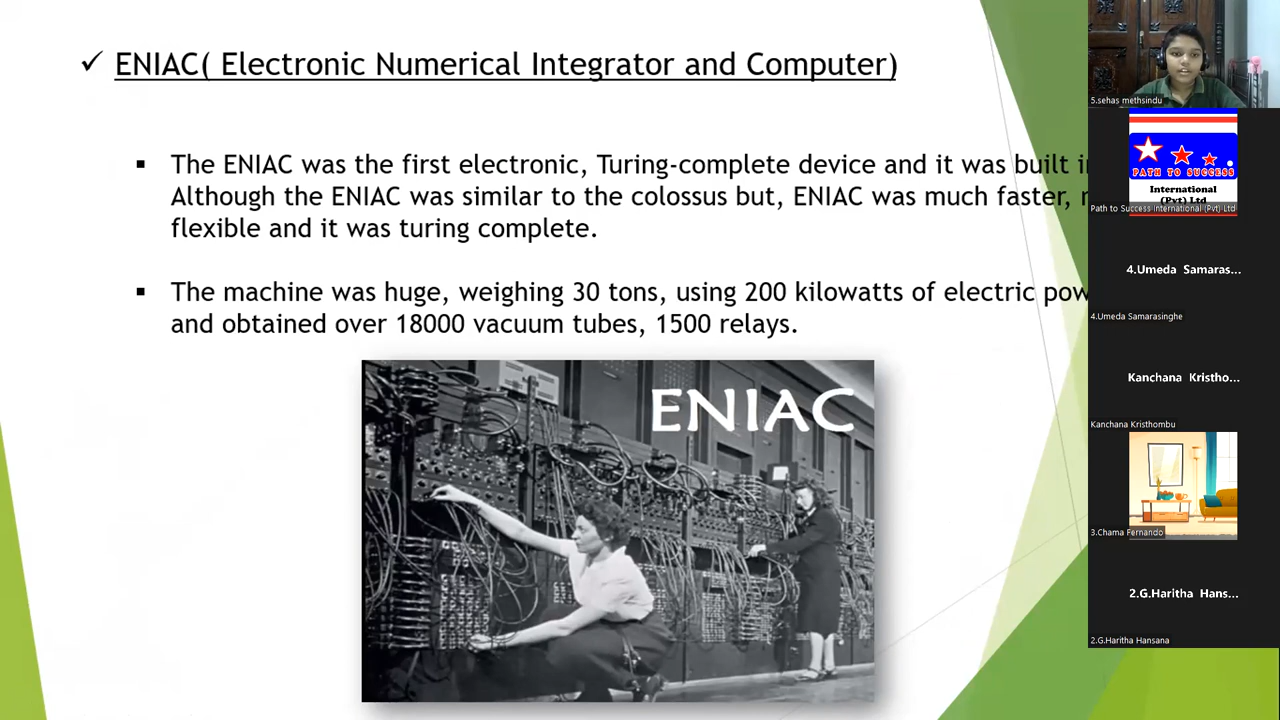 ENIAC( Electronic Numerical Integrator and Computer)
The ENIAC was the first electronic, Turing-complete device and it was built
Although the ENIAC was similar to the colossus but, ENIAC was much faster,
flexible and it was turing complete.
The machine was huge, weighing 30 tons, using 200 kilowatts of electric
and obtained over 18000 vacuum tubes, 1500 relays.
ENIAC
5.sehas methsindu
PATH TO SUCCESS
International
(Pvt) Ltd
Path to Success International (Pvt) Ltd
4.Umeda Samaras...
4.Umeda Samarasinghe
Kanchana Kristho...
Kanchana Kristhombu
3.Chama Fernando
2.G.Haritha Hans...
2.G.Haritha Hansana